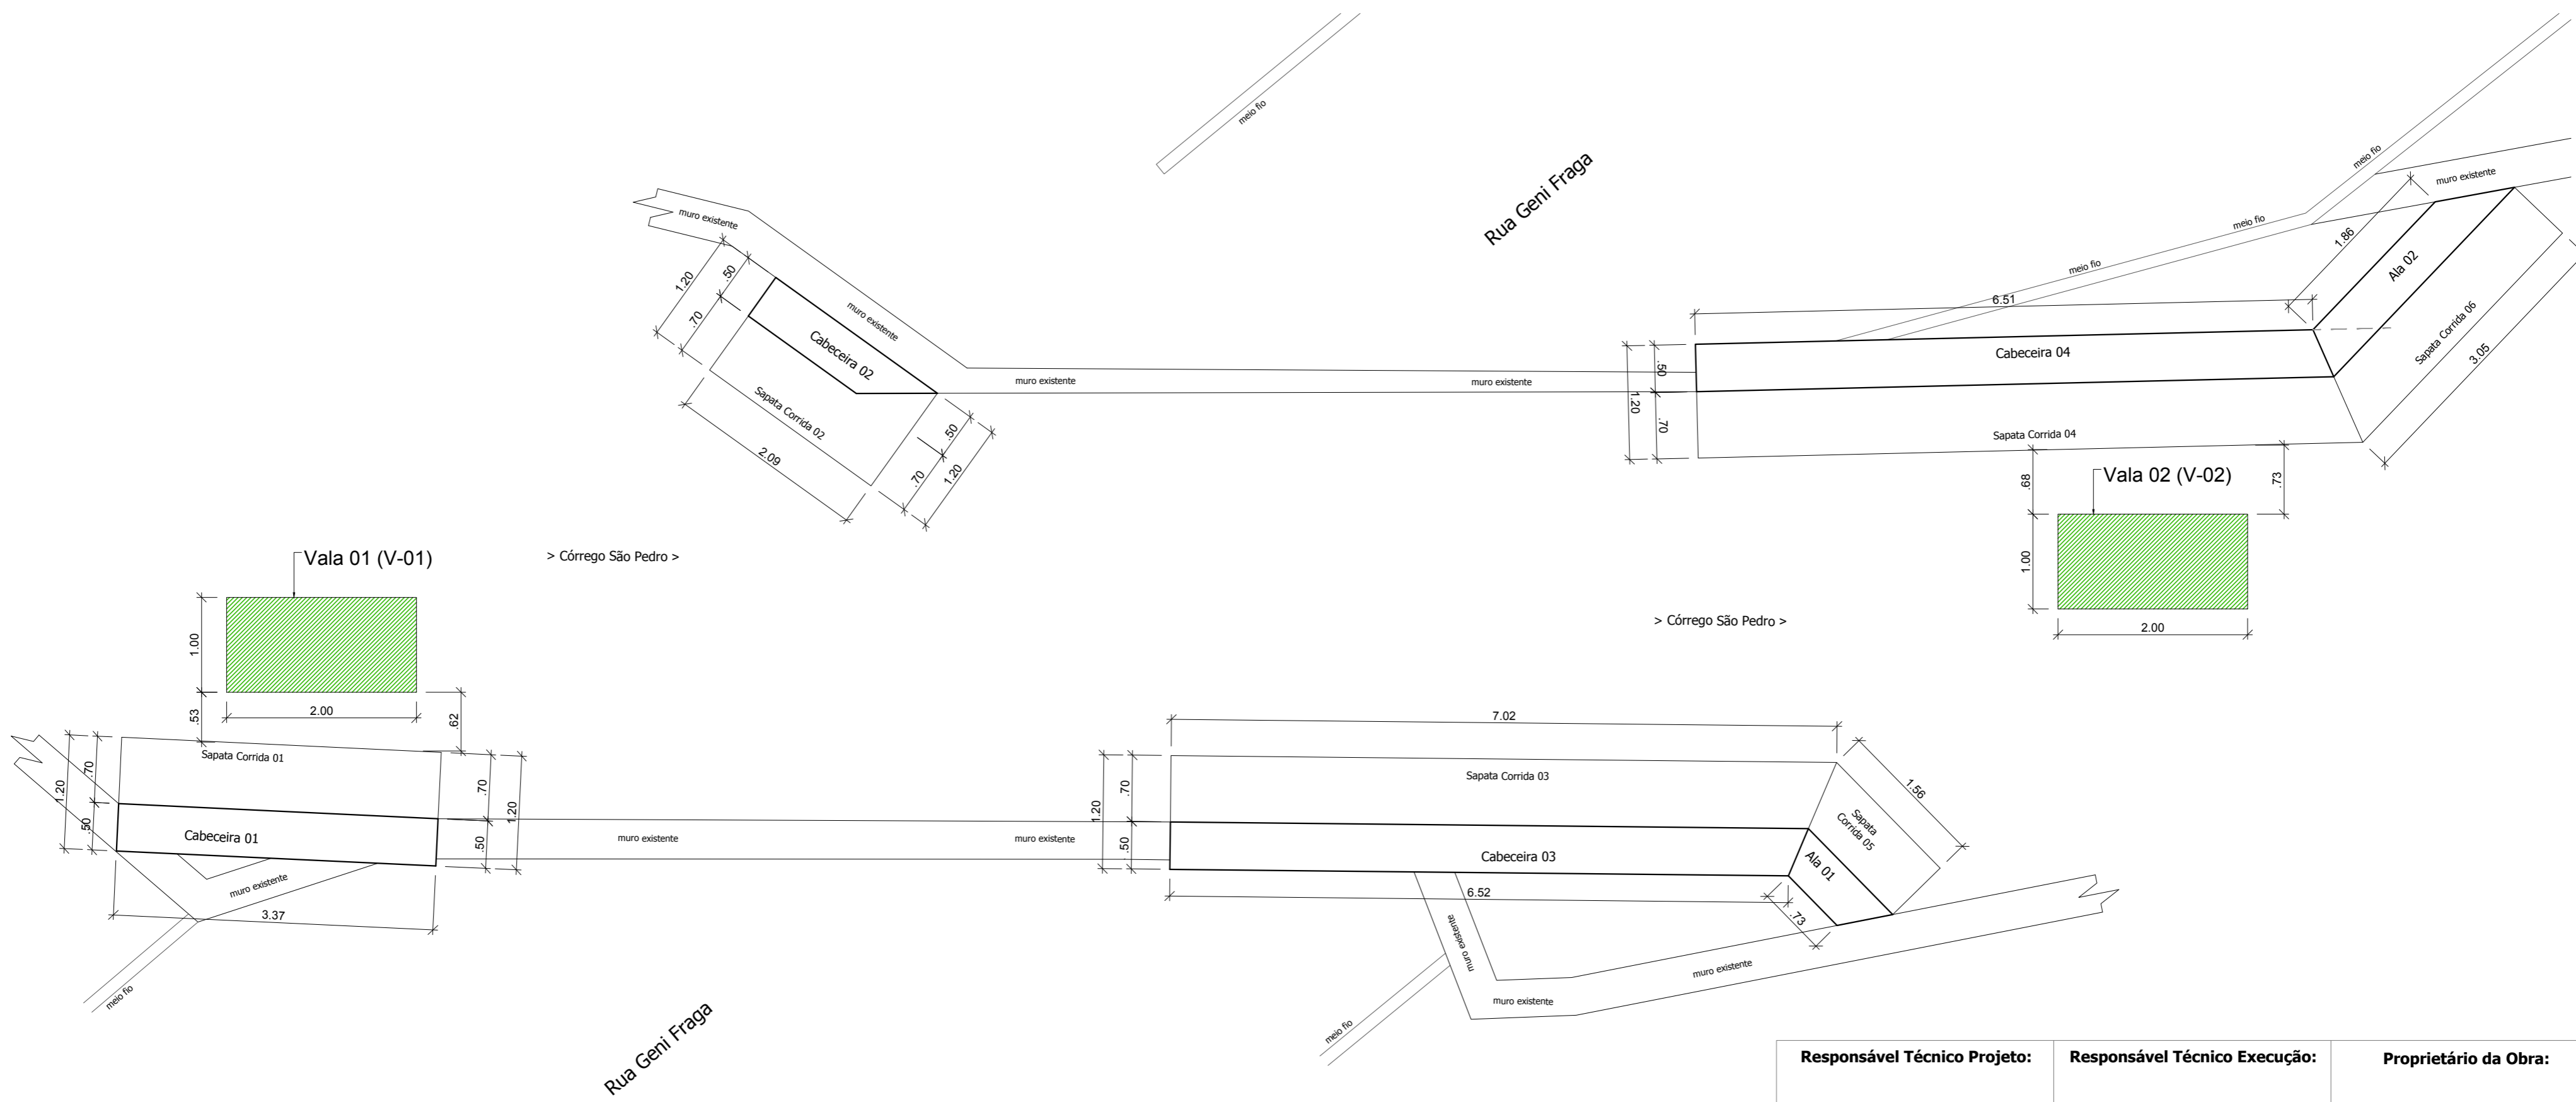 meio fio
Rua Geni Fraga
meio fio
muro existente
meio fio
meio fio
muro existente
1.86
Ala 02
Sapata Corrida 06
3.05
6.51
Cabeceira 04
.50
1.20
.70
Sapata Corrida 04
1.20
.50
.70
muro existente
Cabeceira 02
Sapata Corrida 02
2.09
.50
.70
1.20
muro existente
muro existente
.68
.73
Vala 02 (V-02)
1.00
2.00
Vala 01 (V-01)
> Córrego São Pedro >
> Córrego São Pedro >
1.00
.53
2.00
.62
Sapata Corrida 01
1.20
.70
.50
Cabeceira 01
.70
1.20
.50
muro existente
3.37
meio fio
muro existente
muro existente
7.02
1.20
.70
.50
Sapata Corrida 03
Cabeceira 03
6.52
1.56
Sapata
Corrida 05
Ala 01
.73
muro existente
muro existente
muro existente
meio fio
Rua Geni Fraga
Responsável Técnico Projeto:
Responsável Técnico Execução:
Proprietário da Obra: